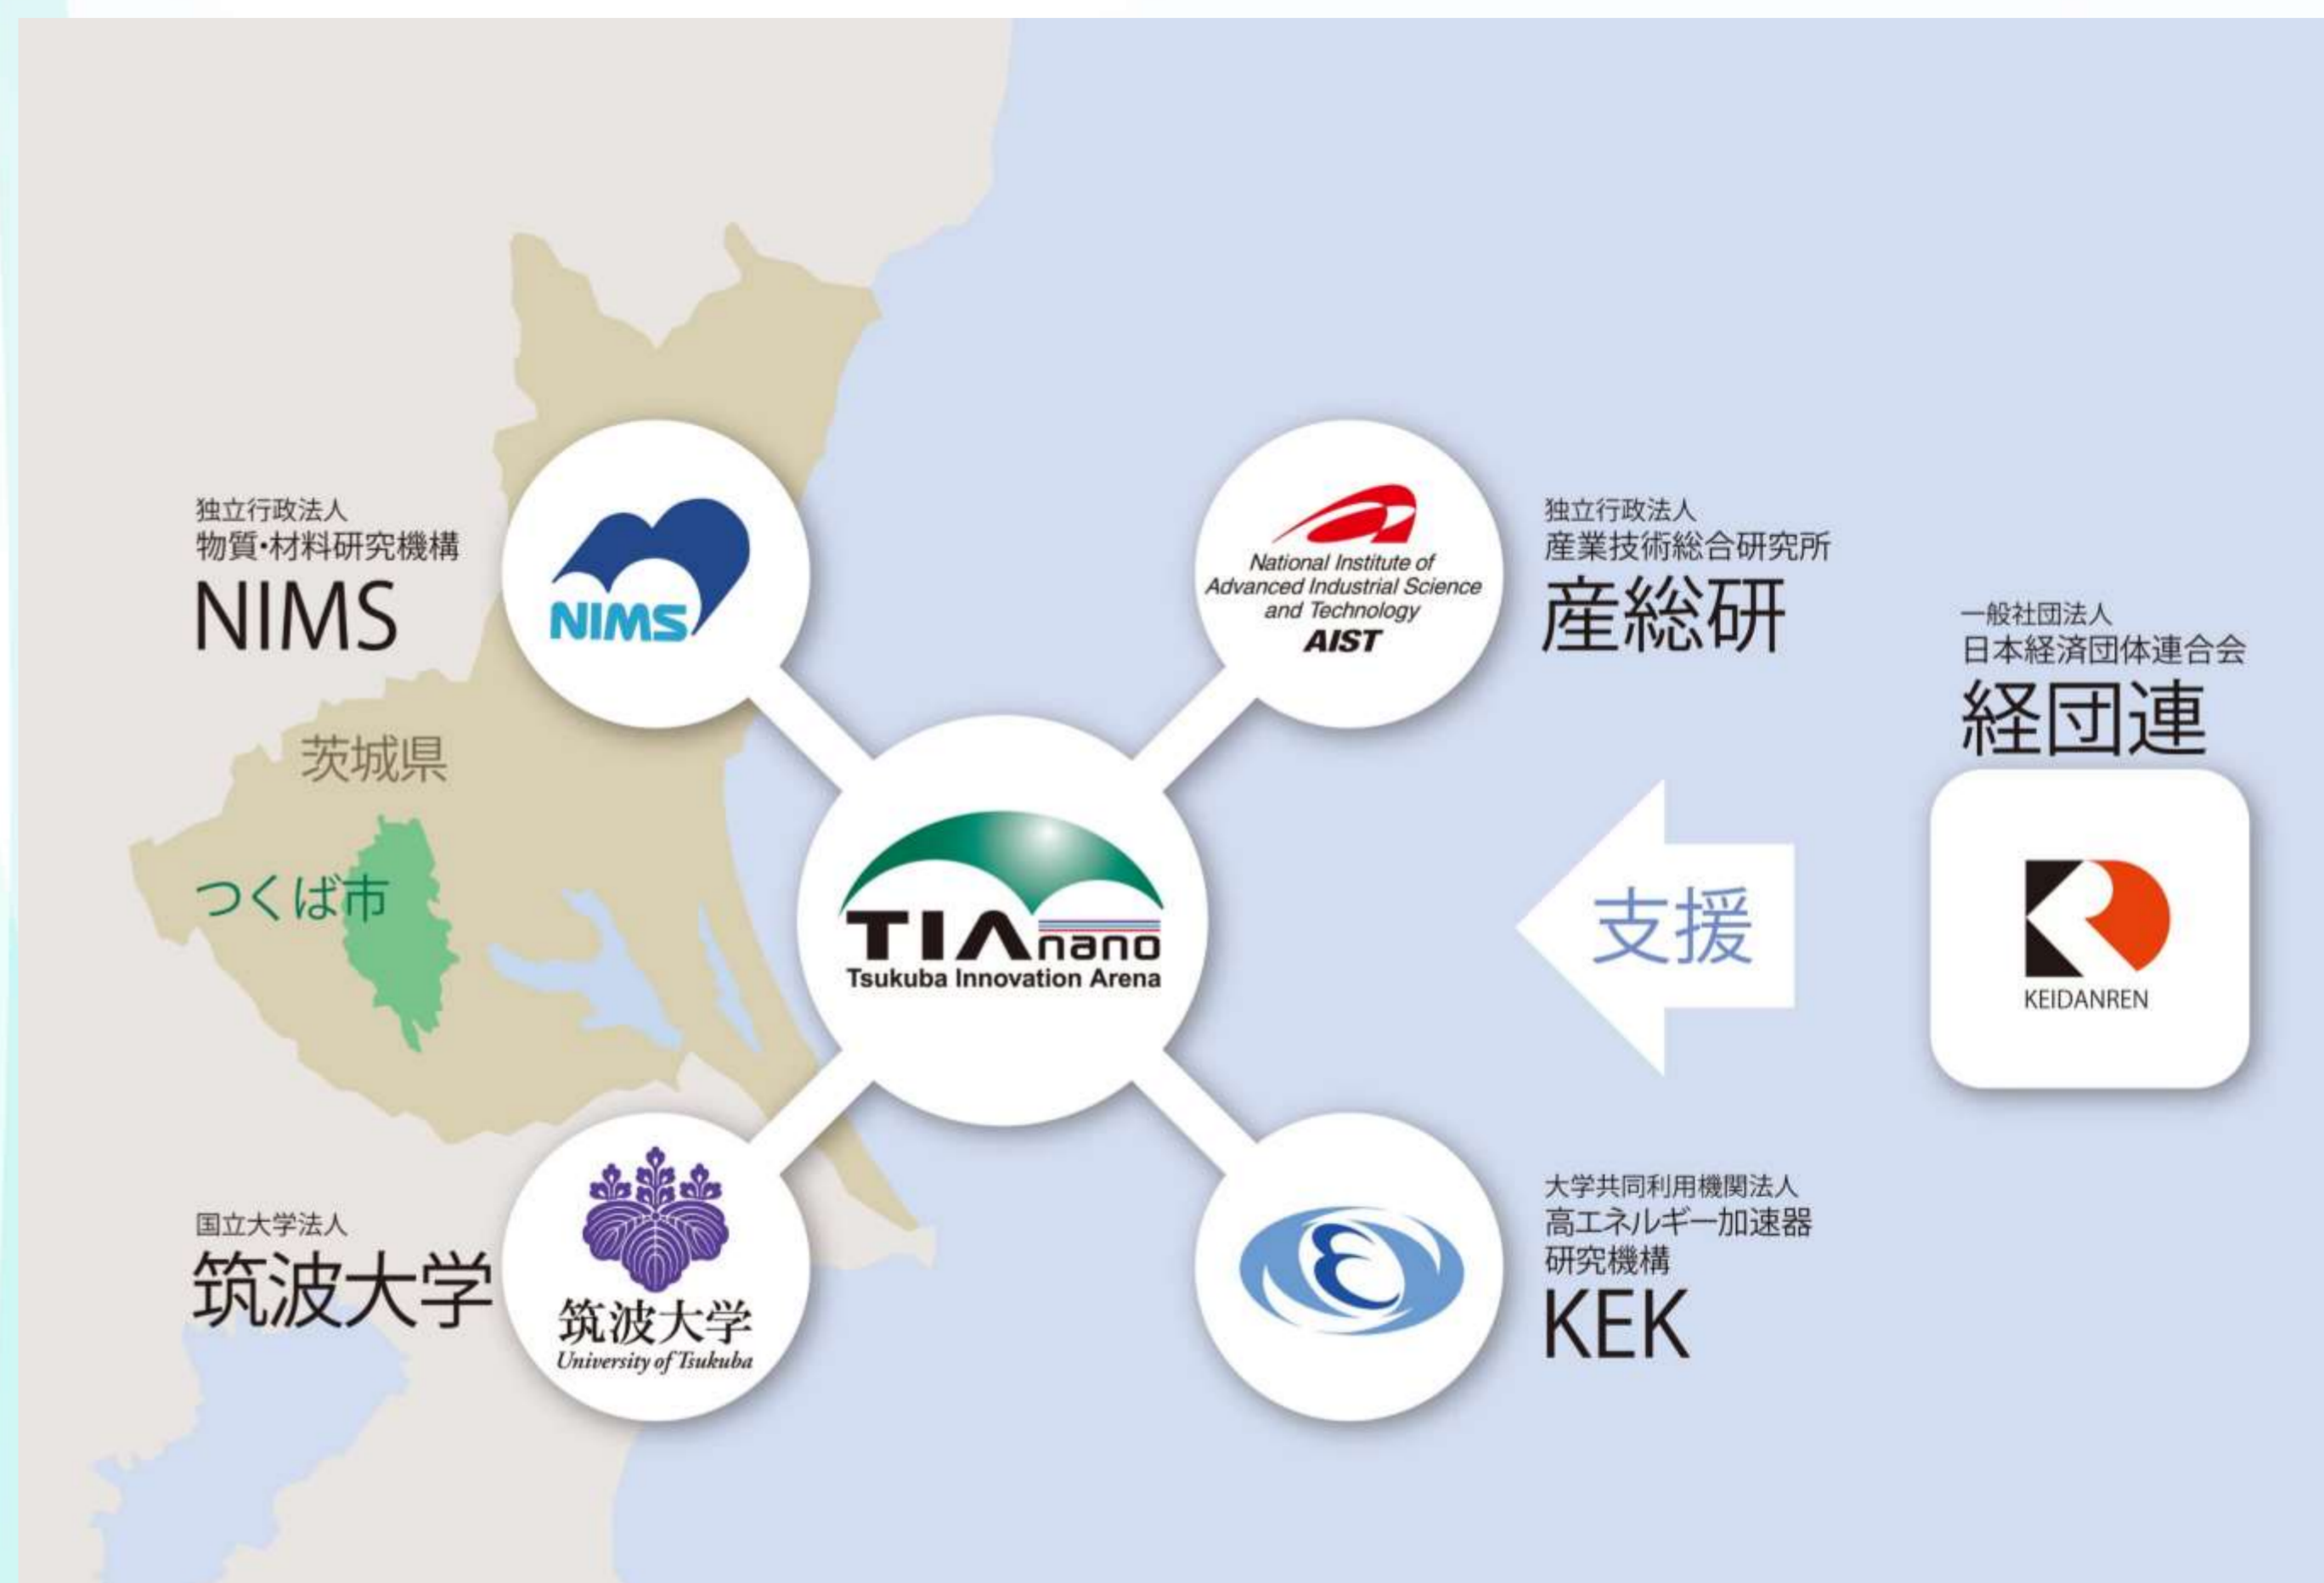 独立行政法人
物質・材料研究機構
NIMS
NIMS
National Institute of
Advanced Industrial Science
and Technology
AIST
独立行政法人
産業技術総合研究所
産総研
一般社団法人
日本経済団体連合会
経団連
KEIDANREN
茨城県
つくば市
TIA nano
Tsukuba Innovation Arena
支援
国立大学法人
筑波大学
筑波大学
University of Tsukuba
大学共同利用機関法人
高エネルギー加速器
研究機構
KEK